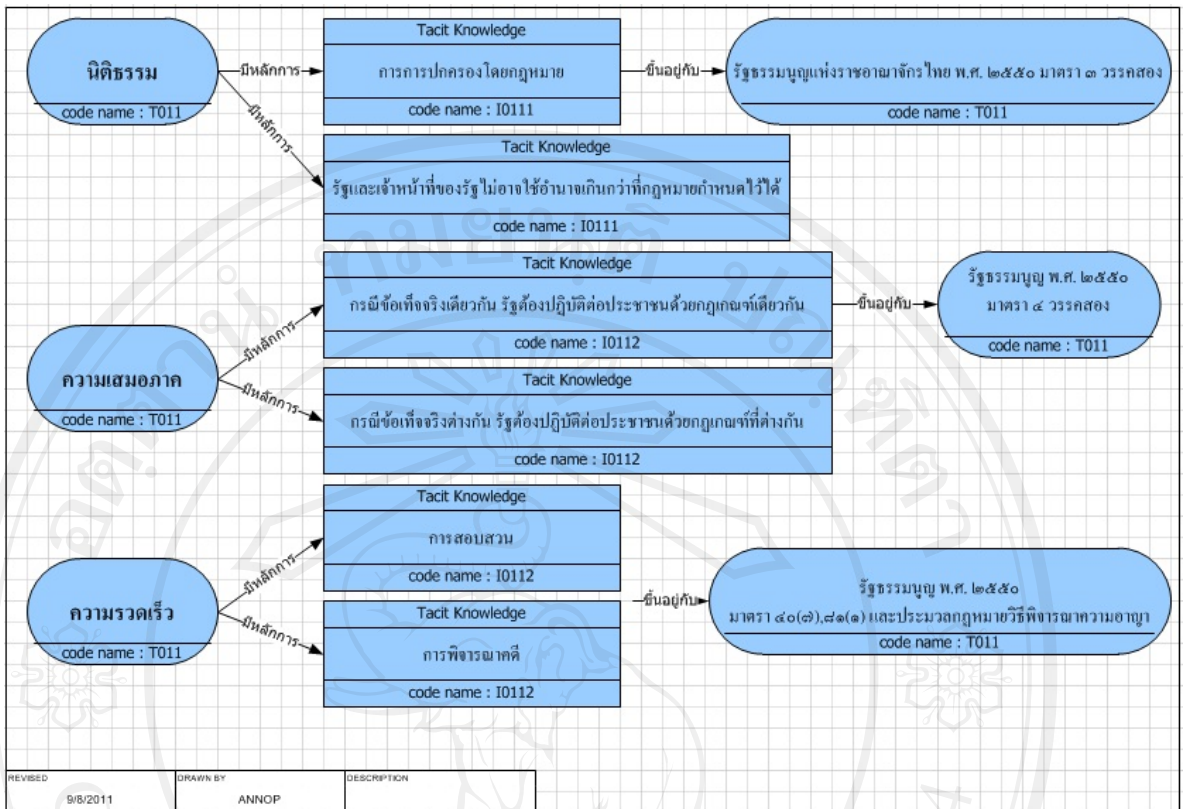 นิติธรรม
code name : T011
มีหลักการ
มีหลักการ
Tacit Knowledge
การการปกครองโดยกฎหมาย
code name : I0111
ขึ้นอยู่กับ
รัฐธรรมนูญแห่งราชอาณาจักรไทย พ.ศ. ๒๕๕๐ มาตรา ๓ วรรคสอง
code name : T011
Tacit Knowledge
รัฐและเจ้าหน้าที่ของรัฐไม่อาจใช้อำนาจเกินกว่าที่กฎหมายกำหนดไว้ได้
code name : I0111
ความเสมอภาค
code name : T011
มีหลักการ
มีหลักการ
Tacit Knowledge
กรณีข้อเท็จจริงเดียวกัน รัฐต้องปฏิบัติต่อประชาชนด้วยกฎเกณฑ์เดียวกัน
code name : I0112
ขึ้นอยู่กับ
รัฐธรรมนูญ พ.ศ. ๒๕๕๐
มาตรา ๔ วรรคสอง
code name : T011
Tacit Knowledge
กรณีข้อเท็จจริงต่างกัน รัฐต้องปฏิบัติต่อประชาชนด้วยกฎเกณฑ์ที่ต่างกัน
code name : I0112
ความรวดเร็ว
code name : T011
มีหลักการ
มีหลักการ
Tacit Knowledge
การสอบสวน
code name : I0112
Tacit Knowledge
การพิจารณาคดี
code name : I0112
ขึ้นอยู่กับ
รัฐธรรมนูญ พ.ศ. ๒๕๕๐
มาตรา ๔๐(๗),๘๑(๑) และประมวลกฎหมายวิธีพิจารณาความอาญา
code name : T011
REVISED
9/8/2011
DRAWN BY
ANNOP
DESCRIPTION